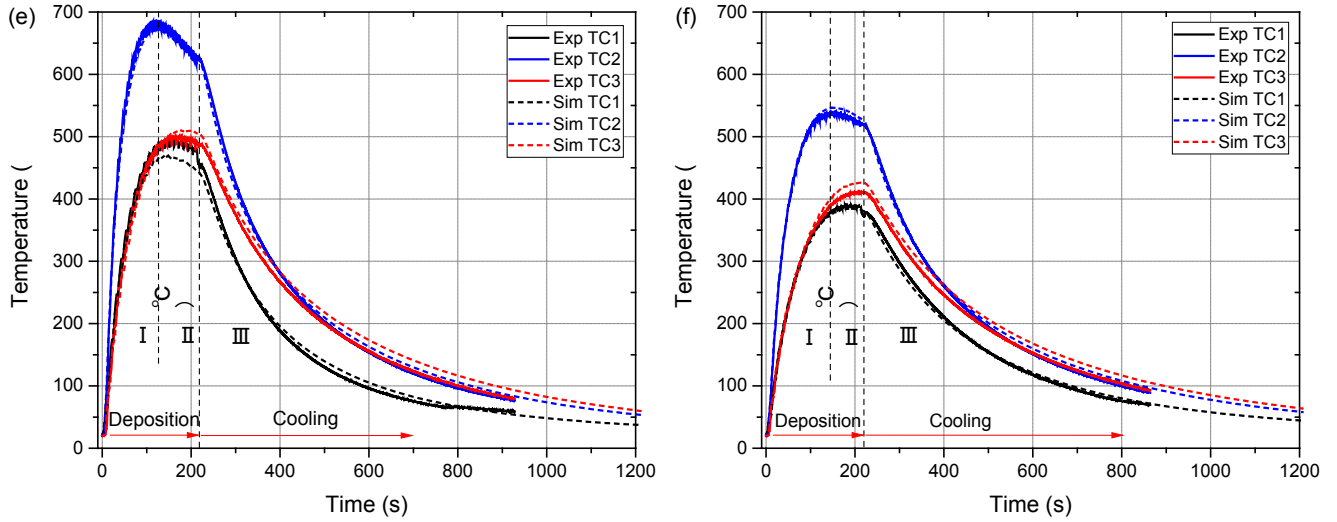 (e)
700
600
500
400
300
200
100
0
Temperature (
℃
)
Exp TC1
Exp TC2
Exp TC3
Sim TC1
Sim TC2
Sim TC3
Ⅰ
Ⅱ
Ⅲ
Deposition
Cooling
0 200 400 600 800 1000 1200
Time (s)
(f)
700
600
500
400
300
200
100
0
Temperature (
℃
)
Exp TC1
Exp TC2
Exp TC3
Sim TC1
Sim TC2
Sim TC3
Ⅰ
Ⅱ
Ⅲ
Deposition
Cooling
0 200 400 600 800 1000 1200
Time (s)